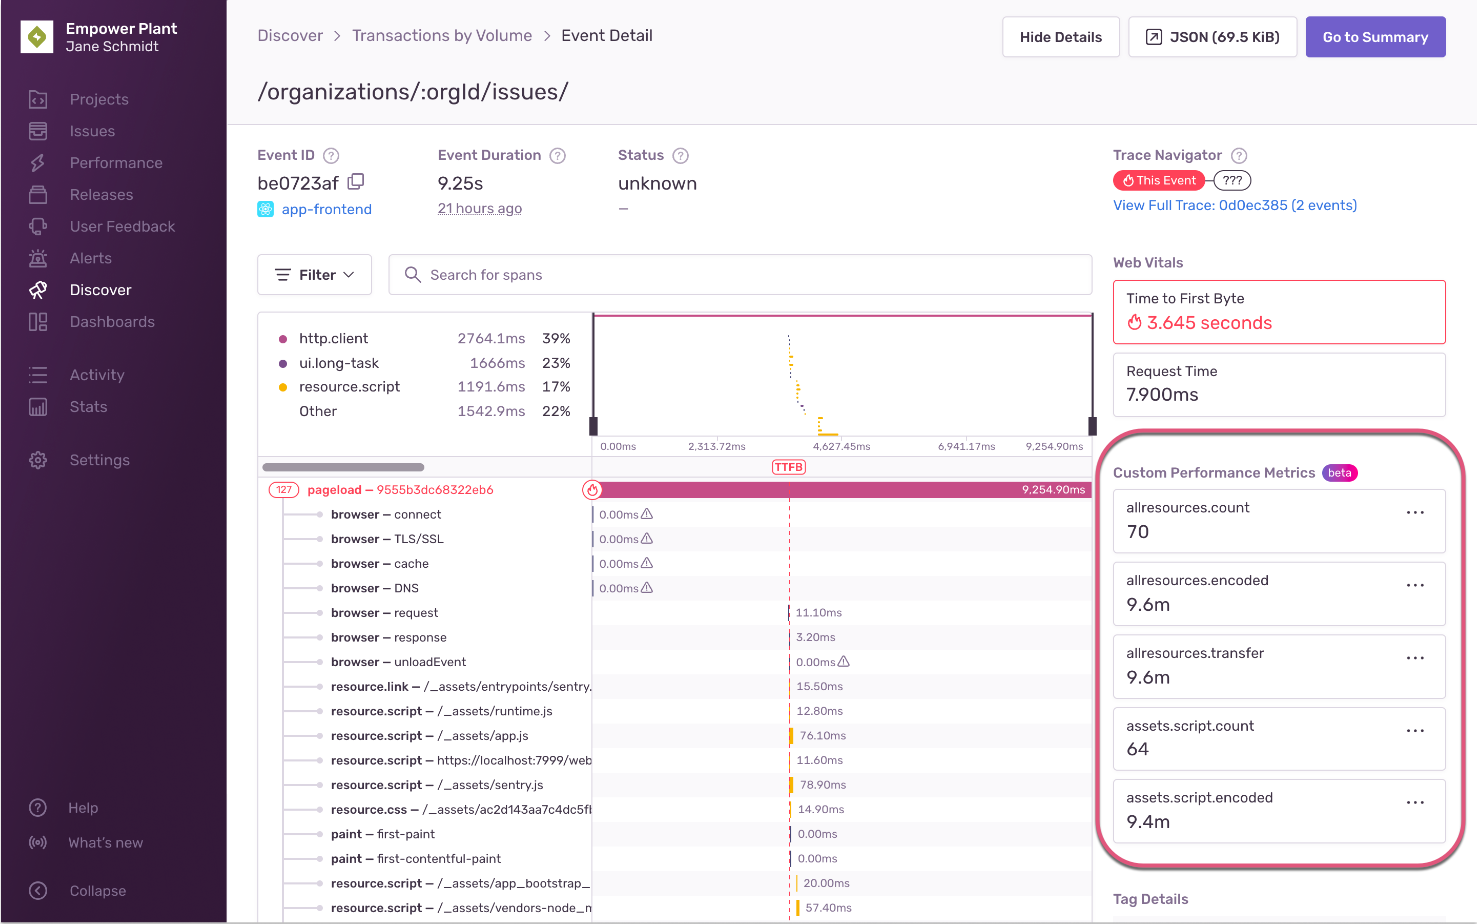 Empower Plant
Jane Schmidt
Projects
Issues
Performance
Releases
User Feedback
Alerts
Discover
Dashboards
Activity
Stats
Settings
Help
What's new
Collapse
Discover > Transactions by Volume > Event Detail
Hide Details
JSON (69.5 KiB)
Go to Summary
/organizations/:orgId/issues/
Event ID ?
be0723af
app-frontend
Event Duration ?
9.25s
21 hours ago
Status ?
unknown
—
Trace Navigator ?
This Event ???
View Full Trace: 0d0ec385 (2 events)
Filter
Search for spans
http.client 2764.1ms 39%
ui.long-task 1666ms 23%
resource.script 1191.6ms 17%
Other 1542.9ms 22%
0.00ms 2,313.72ms 4,627.45ms 6,941.17ms 9,254.90ms
TTFB
127 pageload — 9555b3dc68322eb6 9,254.90ms
browser — connect 0.00ms
browser — TLS/SSL 0.00ms
browser — cache 0.00ms
browser — DNS 0.00ms
browser — request 11.10ms
browser — response 3.20ms
browser — unloadEvent 0.00ms
resource.link — /_assets/entrypoints/sentry. 15.50ms
resource.script — /_assets/runtime.js 12.80ms
resource.script — /_assets/app.js 76.10ms
resource.script — https://localhost:7999/web 11.60ms
resource.script — /_assets/sentry.js 78.90ms
resource.css — /_assets/ac2d143aa7c4dc5fb 14.90ms
paint — first-paint 0.00ms
paint — first-contentful-paint 0.00ms
resource.script — /_assets/app_bootstrap_ 20.00ms
resource.script — /_assets/vendors-node_m 57.40ms
Web Vitals
Time to First Byte
3.645 seconds
Request Time
7.900ms
Custom Performance Metrics beta
allresources.count
70
allresources.encoded
9.6m
allresources.transfer
9.6m
assets.script.count
64
assets.script.encoded
9.4m
Tag Details